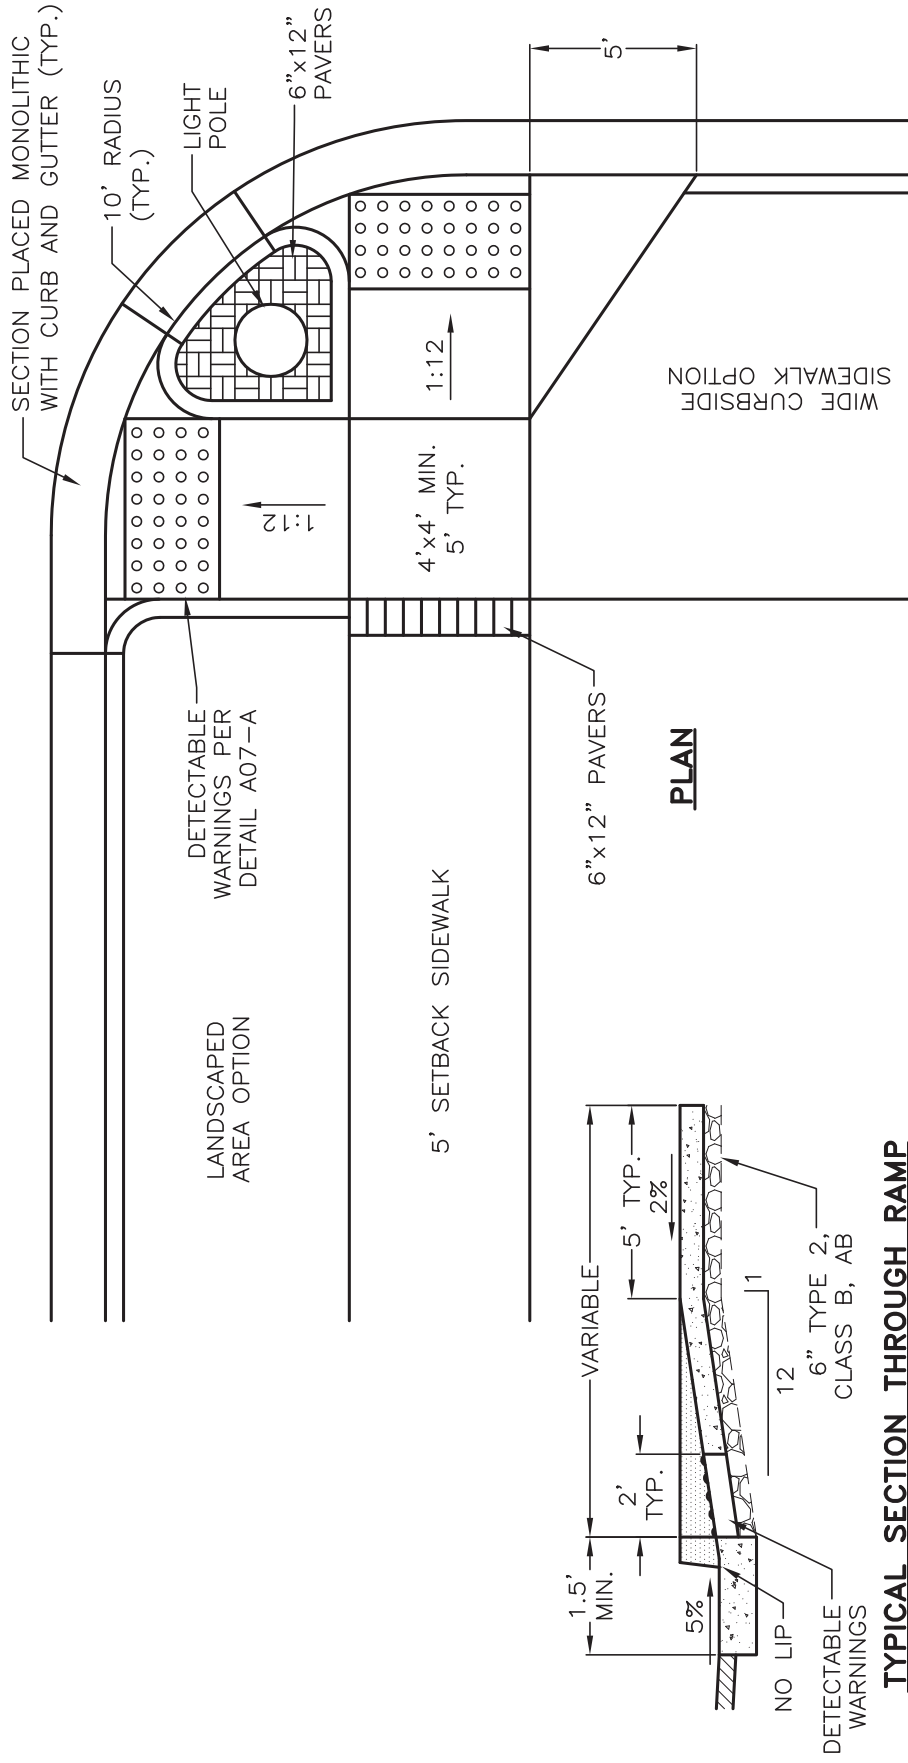 SECTION PLACED MONOLITHIC
WITH CURB AND GUTTER (TYP.)
10' RADIUS
(TYP.)
LIGHT
POLE
6"x12"
PAVERS
5'
1:12
1:12
4'x4' MIN.
5' TYP.
WIDE CURBSIDE
SIDEWALK OPTION
DETECTABLE
WARNINGS PER
DETAIL A07-A
6"x12" PAVERS
LANDSCAPED
AREA OPTION
5' SETBACK SIDEWALK
PLAN
VARIABLE
1.5'
MIN.
2'
TYP.
5' TYP.
2%
5%
NO LIP
DETECTABLE
WARNINGS
12
1
6" TYPE 2,
CLASS B, AB
TYPICAL SECTION THROUGH RAMP